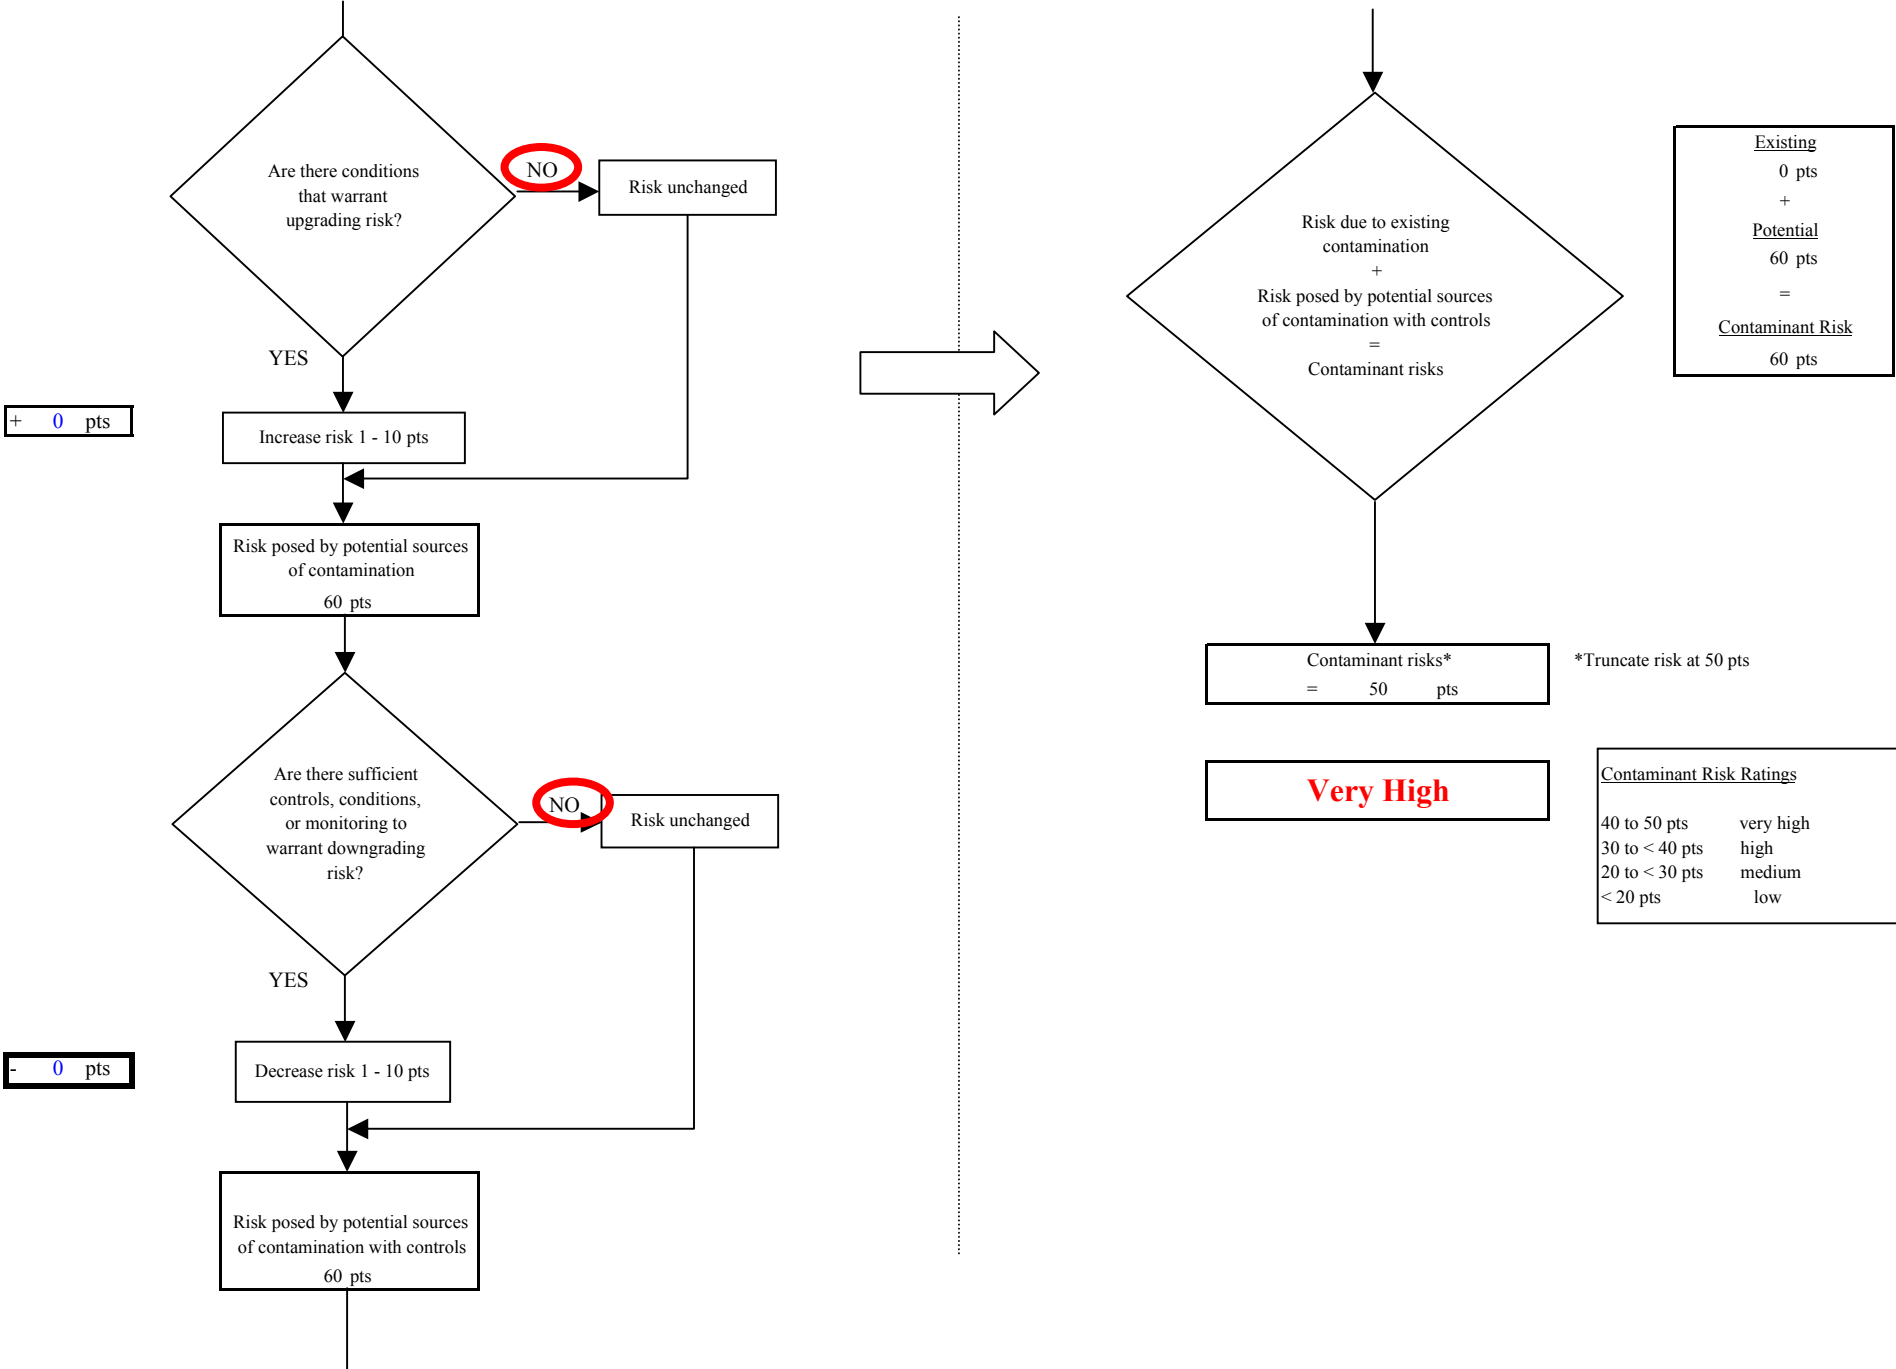 Are there conditions
that warrant
upgrading risk?
NO
Risk unchanged
YES
+ 0 pts
Increase risk 1 - 10 pts
Risk posed by potential sources
of contamination
60 pts
Are there sufficient
controls, conditions,
or monitoring to
warrant downgrading
risk?
NO
Risk unchanged
YES
- 0 pts
Decrease risk 1 - 10 pts
Risk posed by potential sources
of contamination with controls
60 pts
Risk due to existing
contamination
+
Risk posed by potential sources
of contamination with controls
=
Contaminant risks
Existing
0 pts
+
Potential
60 pts
=
Contaminant Risk
60 pts
Contaminant risks*
= 50 pts
*Truncate risk at 50 pts
Very High
Contaminant Risk Ratings
40 to 50 pts very high
30 to < 40 pts high
20 to < 30 pts medium
< 20 pts low